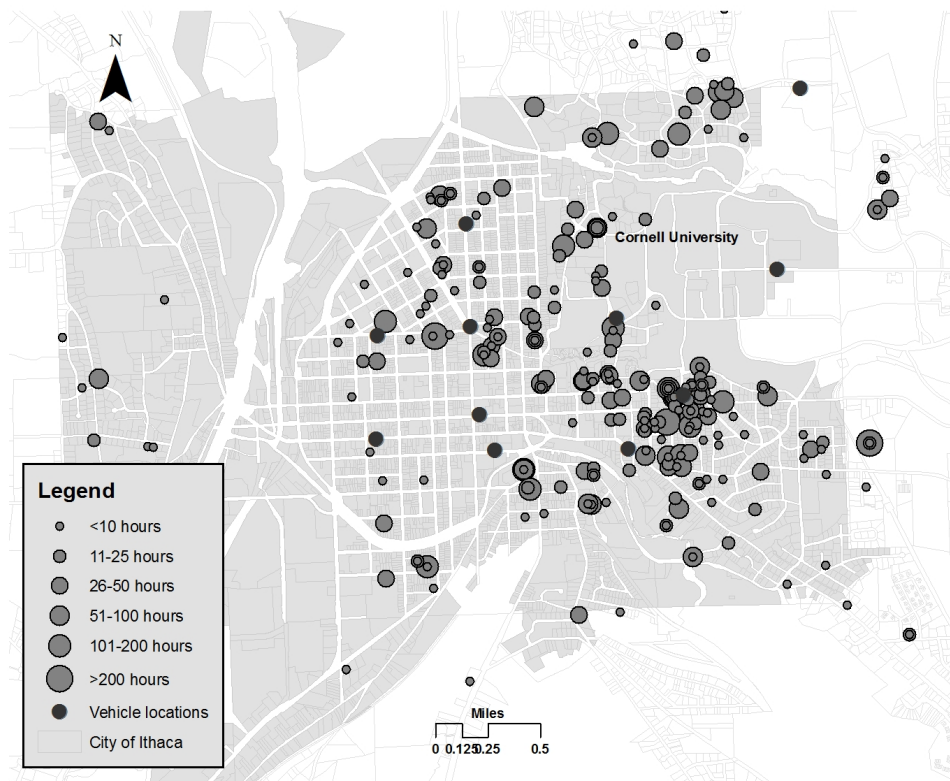 N
Cornell University
Legend
<10 hours
11-25 hours
26-50 hours
51-100 hours
101-200 hours
>200 hours
Vehicle locations
City of Ithaca
Miles
0 0.125 0.25 0.5